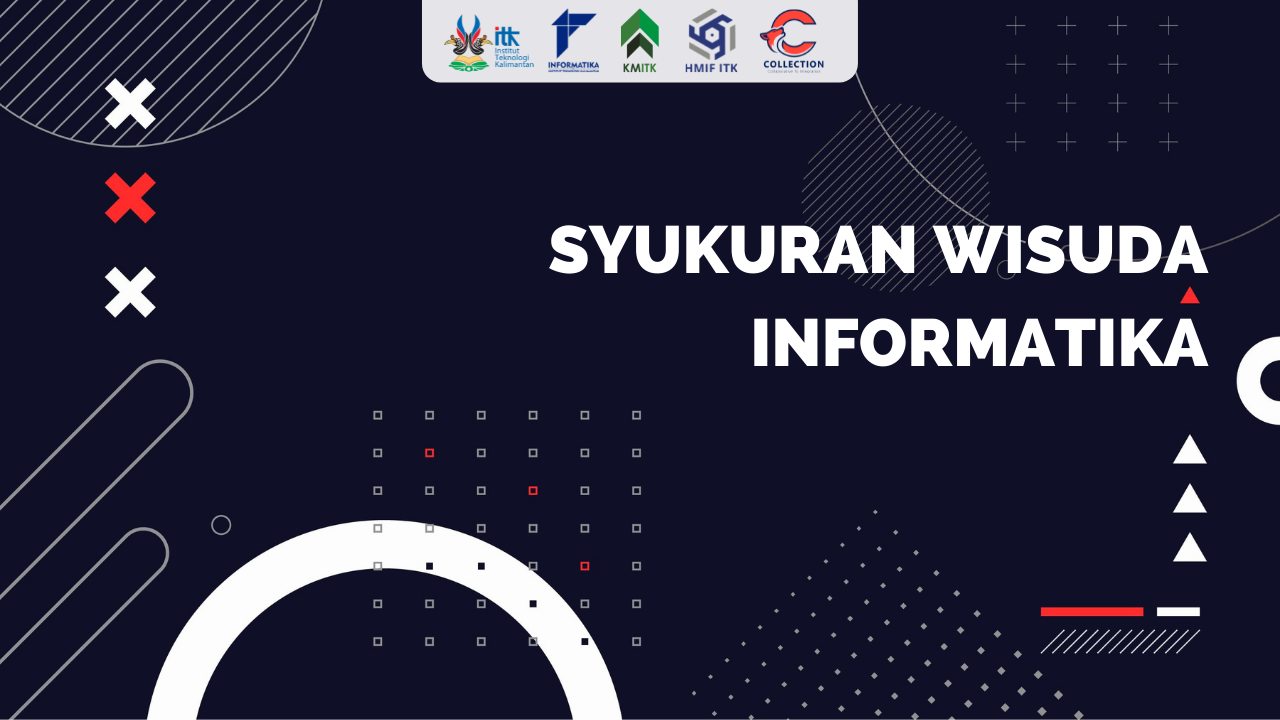 itk
Institut
Teknologi
Kalimantan
INFORMATIKA
KMITK
HMIF ITK
COLLECTION
SYUKURAN WISUDA
INFORMATIKA